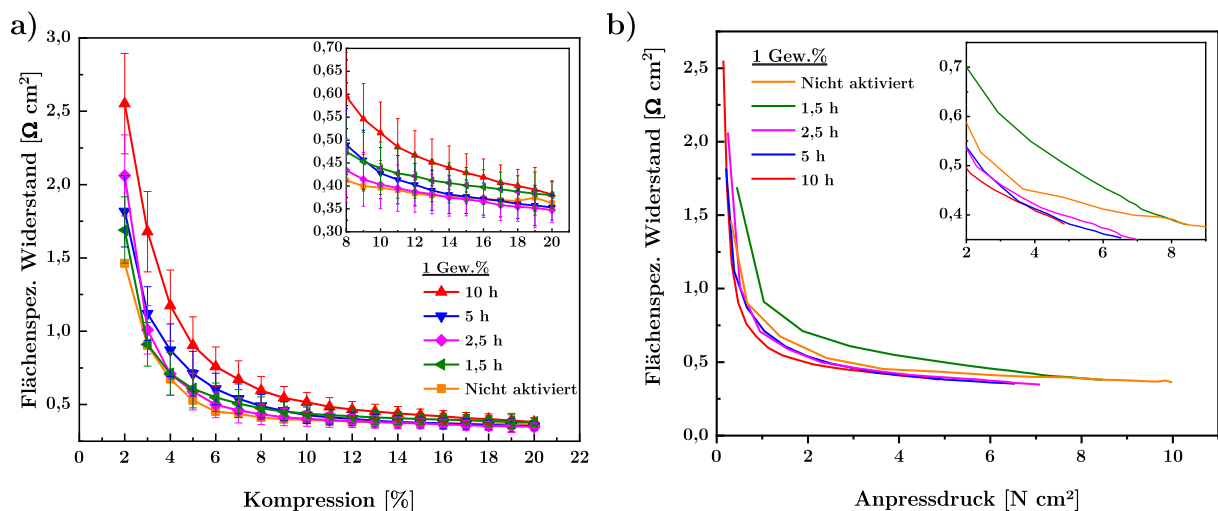 a)
Flächenspez. Widerstand [Ω cm²]
3,0
2,5
2,0
1,5
1,0
0,5
0 2 4 6 8 10 12 14 16 18 20 22
Kompression [%]
0,70
0,65
0,60
0,55
0,50
0,45
0,40
0,35
0,30
8 10 12 14 16 18 20
1 Gew.%
10 h
5 h
2,5 h
1,5 h
Nicht aktiviert
b)
Flächenspez. Widerstand [Ω cm²]
2,5
2,0
1,5
1,0
0,5
0,0
0 2 4 6 8 10
Anpressdruck [N cm²]
1 Gew.%
Nicht aktiviert
1,5 h
2,5 h
5 h
10 h
0,7
0,6
0,5
0,4
2 4 6 8